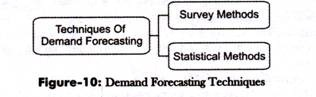 Techniques Of
Demand Forecasting
Survey Methods
Statistical Methods
Figure-10: Demand Forecasting Techniques